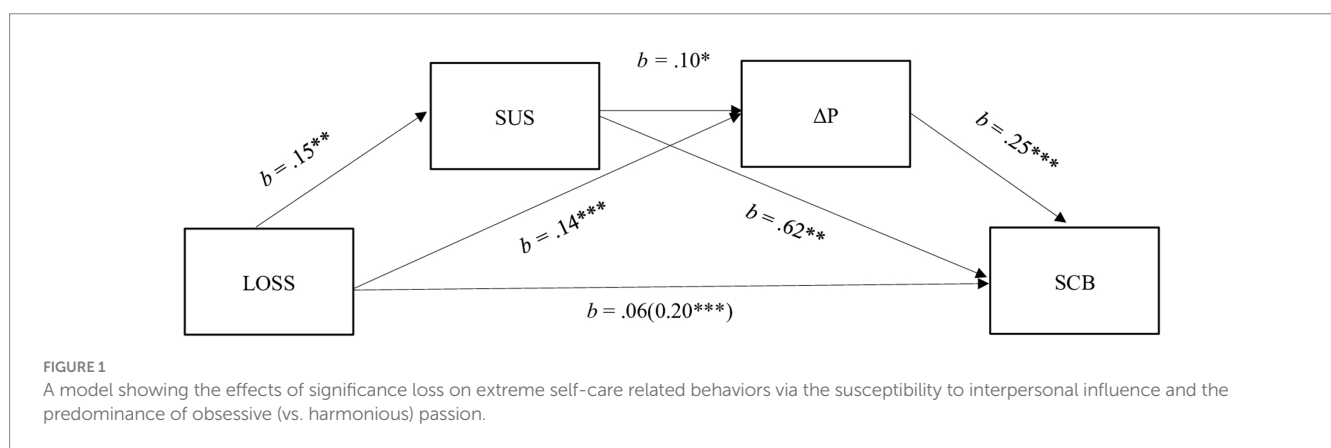 b = .10*
SUS
ΔP
b = .15**
b = .25***
b = .14***
b = .62**
LOSS
SCB
b = .06(0.20***)
FIGURE 1
A model showing the effects of significance loss on extreme self-care related behaviors via the susceptibility to interpersonal influence and the
predominance of obsessive (vs. harmonious) passion.